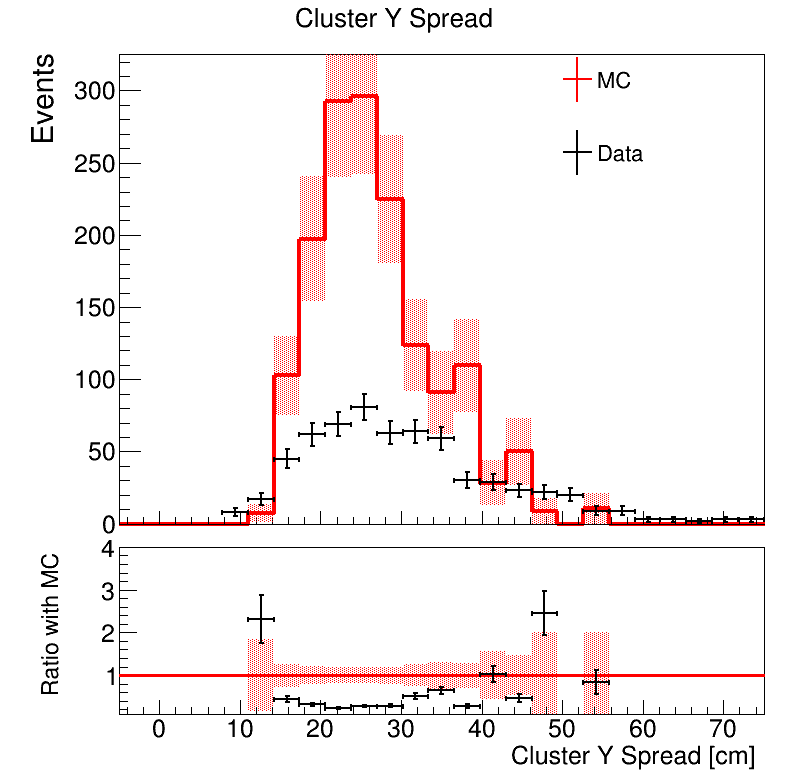 Cluster Y Spread
Events
MC
Data
300
250
200
150
100
50
0
Ratio with MC
4
3
2
1
0 10 20 30 40 50 60 70
Cluster Y Spread [cm]